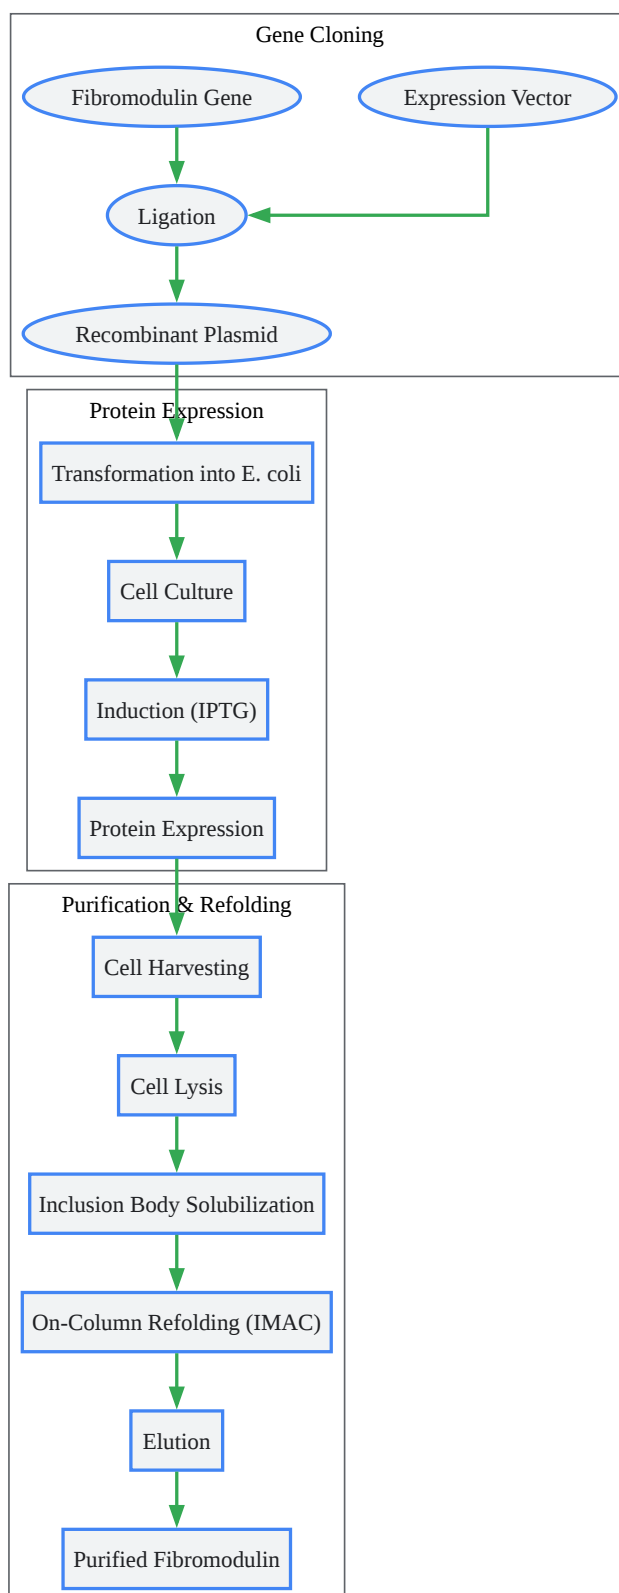 Gene Cloning
Fibromodulin Gene
Expression Vector
Ligation
Recombinant Plasmid
Protein Expression
Transformation into E. coli
Cell Culture
Induction (IPTG)
Protein Expression
Purification & Refolding
Cell Harvesting
Cell Lysis
Inclusion Body Solubilization
On-Column Refolding (IMAC)
Elution
Purified Fibromodulin